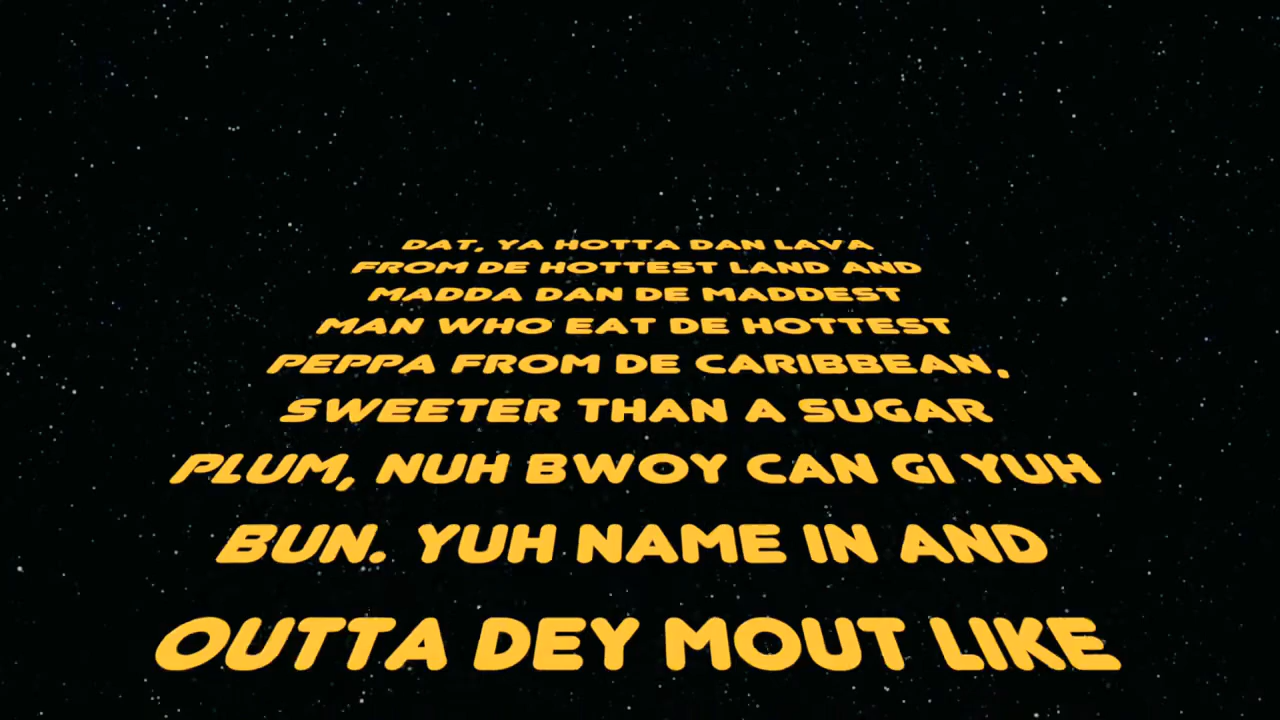 DAT, YA HOTTA DAN LAVA
FROM DE HOTTEST LAND AND
MADDA DAN DE MADDEST
MAN WHO EAT DE HOTTEST
PEPPA FROM DE CARIBBEAN,
SWEETER THAN A SUGAR
PLUM, NUH BWOY CAN GI YUH
BUN. YUH NAME IN AND
OUTTA DEY MOUT LIKE